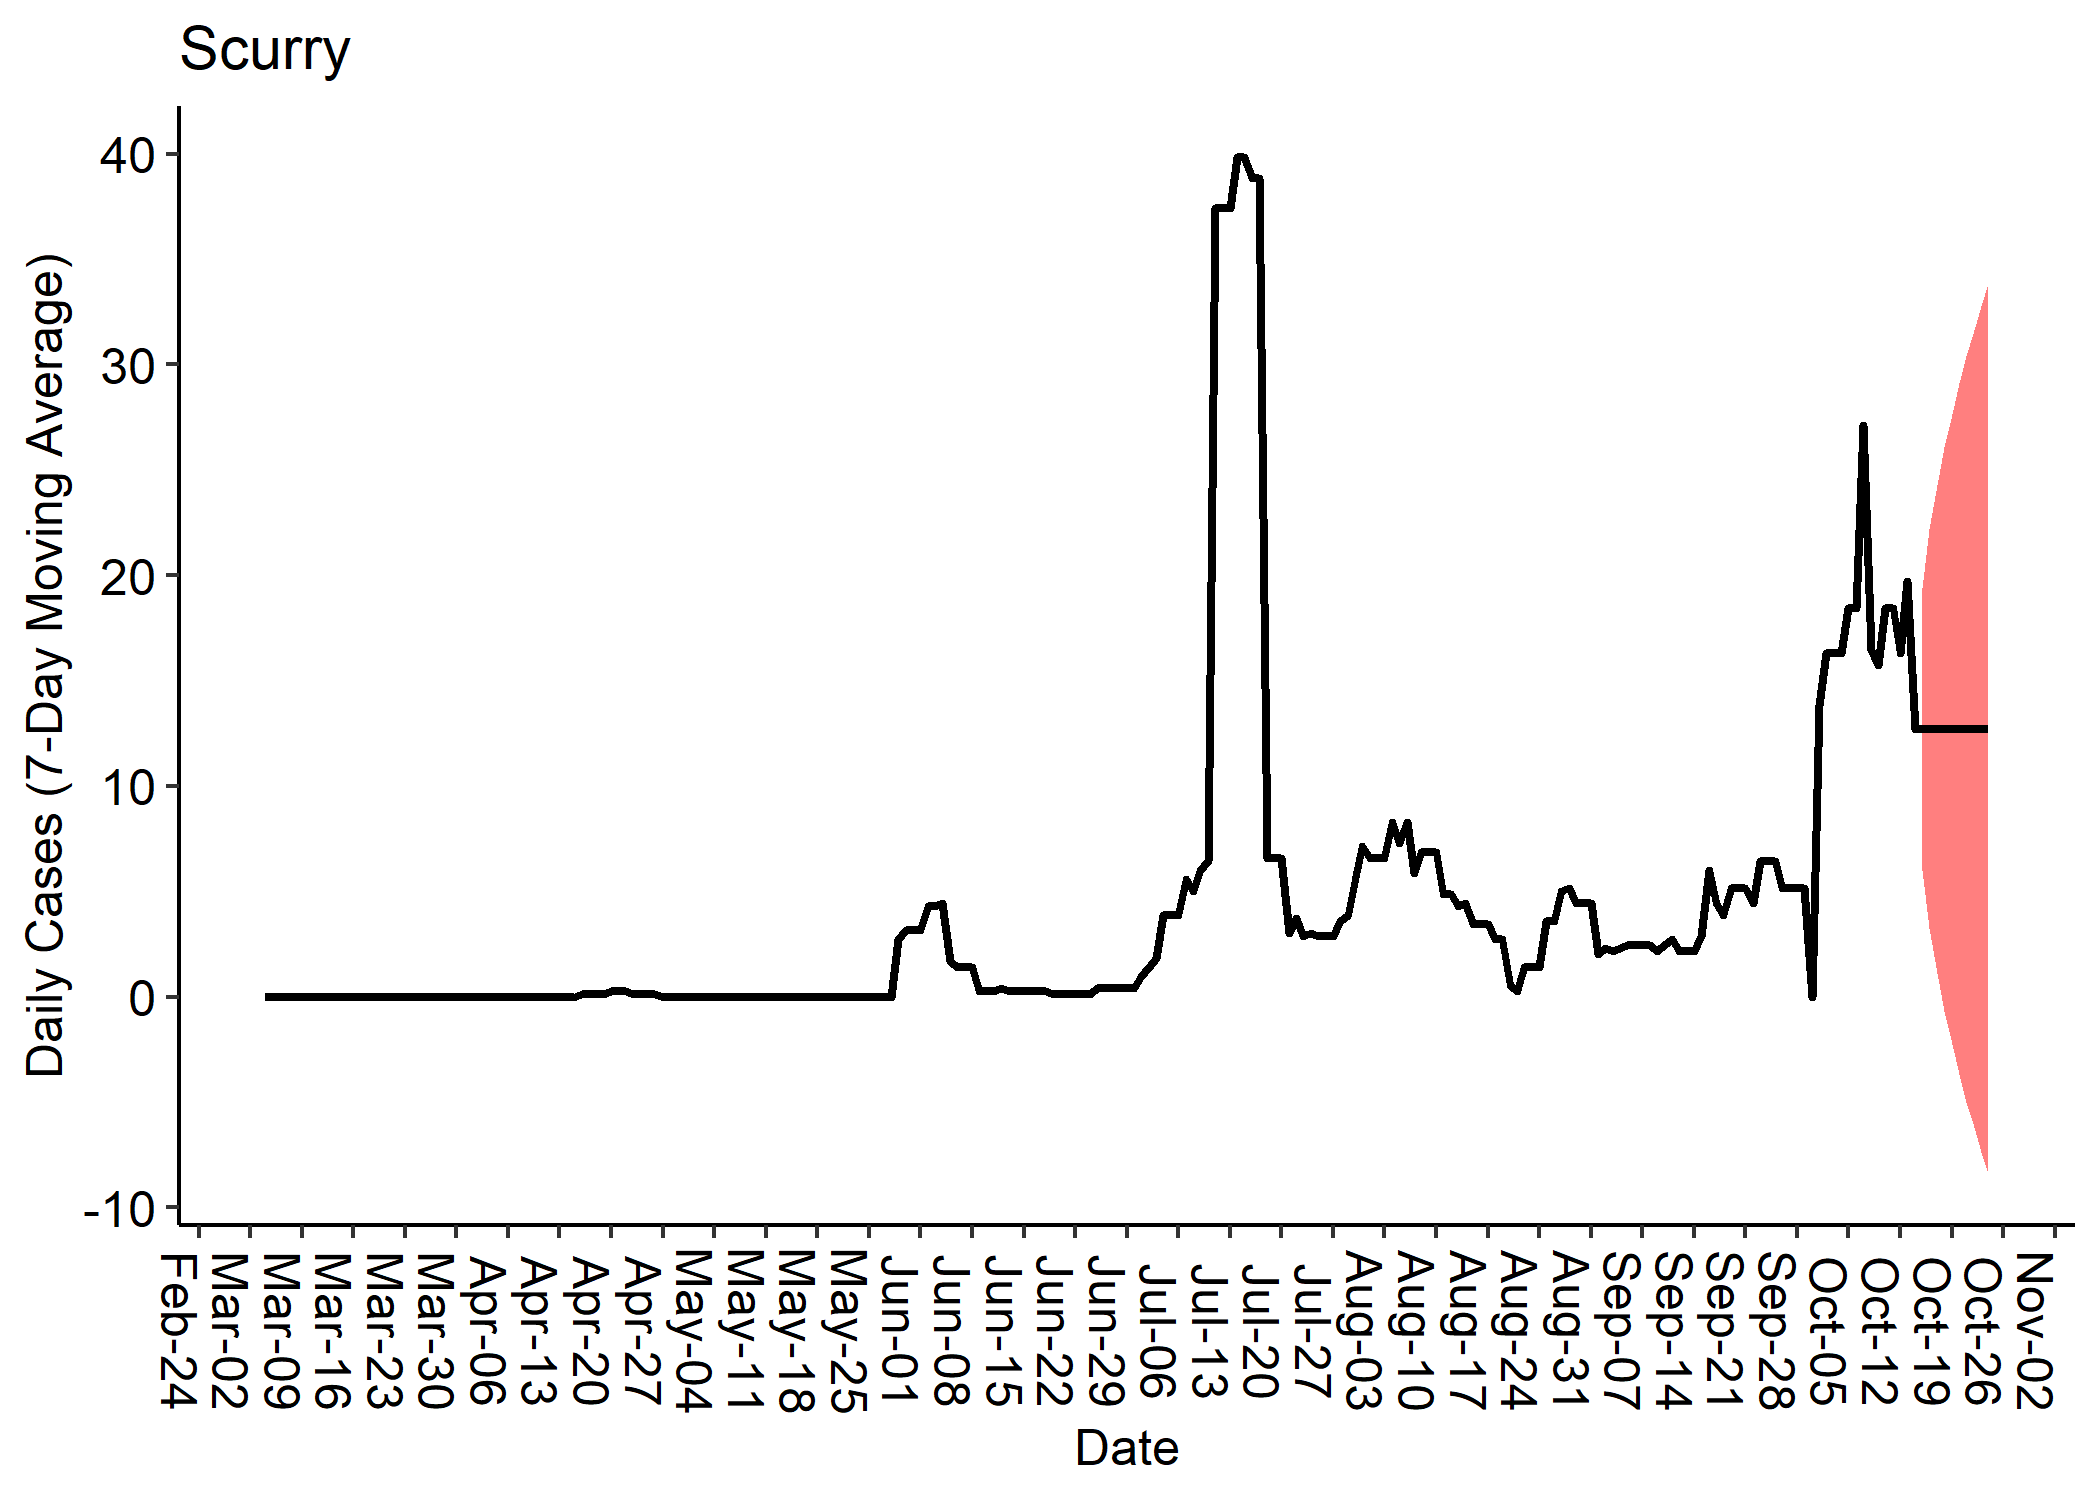 Scurry
Daily Cases (7-Day Moving Average)
40
30
20
10
0
-10
Feb-24
Mar-02
Mar-09
Mar-16
Mar-23
Mar-30
Apr-06
Apr-13
Apr-20
Apr-27
May-04
May-11
May-18
May-25
Jun-01
Jun-08
Jun-15
Jun-22
Jun-29
Jul-06
Jul-13
Jul-20
Jul-27
Aug-03
Aug-10
Aug-17
Aug-24
Aug-31
Sep-07
Sep-14
Sep-21
Sep-28
Oct-05
Oct-12
Oct-19
Oct-26
Nov-02
Date